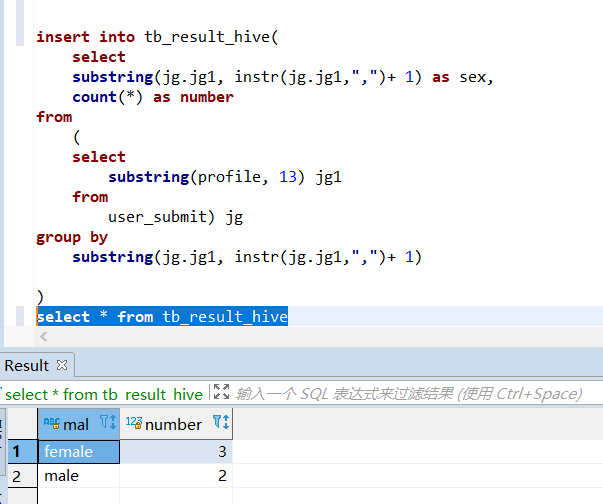 insert into tb_result_hive(
select
substring(jg.jg1, instr(jg.jg1,",")+ 1) as sex,
count(*) as number
from
(
select
substring(profile, 13) jg1
from
user_submit) jg
group by
substring(jg.jg1, instr(jg.jg1,",")+ 1)
)
select * from tb_result_hive
Result
select * from tb_result_hive 输入一个 SQL 表达式来过滤结果 (使用 Ctrl+Space)
ABC mal 123 number
1 female 3
2 male 2